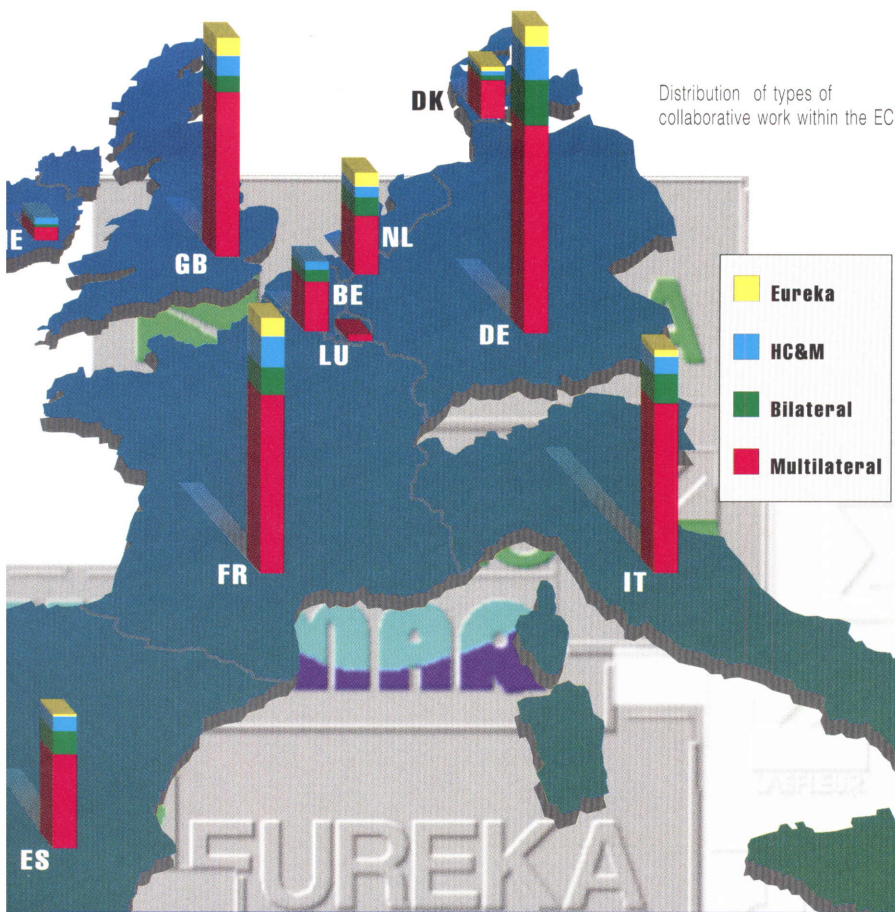 Distribution of types of
collaborative work within the EC
DK
NL
GB
BE
LU
DE
Eureka
HC&M
Bilateral
Multilateral
FR
IT
ES
EUREKA